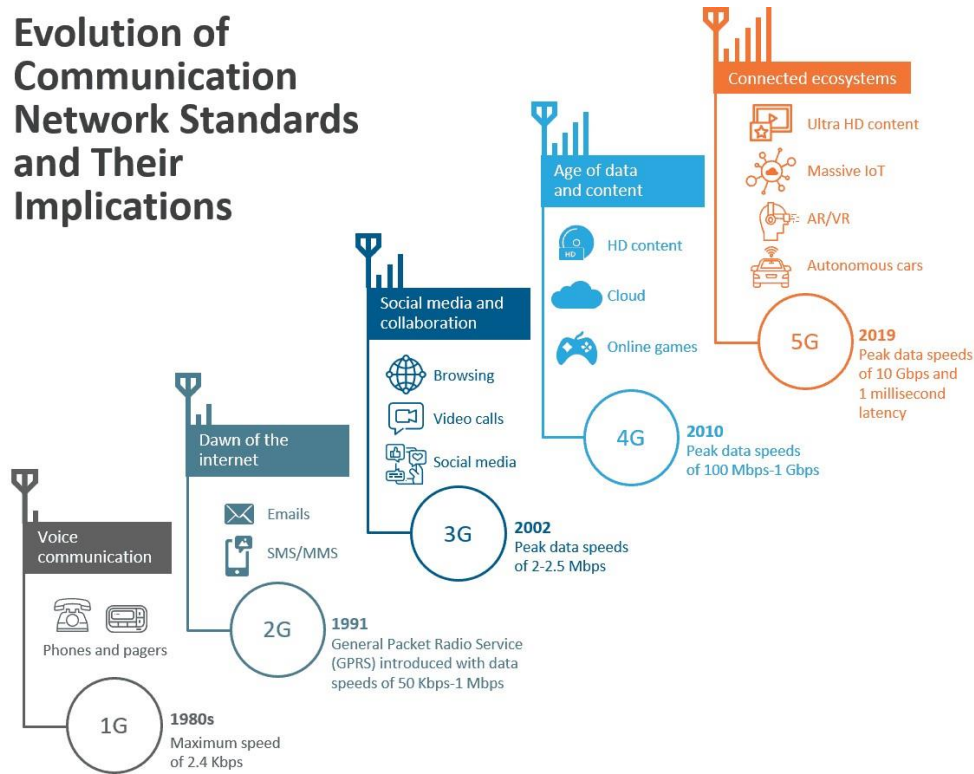 Evolution of
Communication
Network Standards
and Their
Implications
Voice
communication
Phones and pagers
1G
1980s
Maximum speed
of 2.4 Kbps
Dawn of the
internet
Emails
SMS/MMS
2G
1991
General Packet Radio Service
(GPRS) introduced with data
speeds of 50 Kbps-1 Mbps
Social media and
collaboration
Browsing
Video calls
Social media
3G
2002
Peak data speeds
of 2-2.5 Mbps
Age of data
and content
HD
HD content
Cloud
Online games
4G
2010
Peak data speeds
of 100 Mbps-1 Gbps
Connected ecosystems
Ultra HD content
Massive IoT
AR/VR
Autonomous cars
5G
2019
Peak data speeds
of 10 Gbps and
1 millisecond
latency